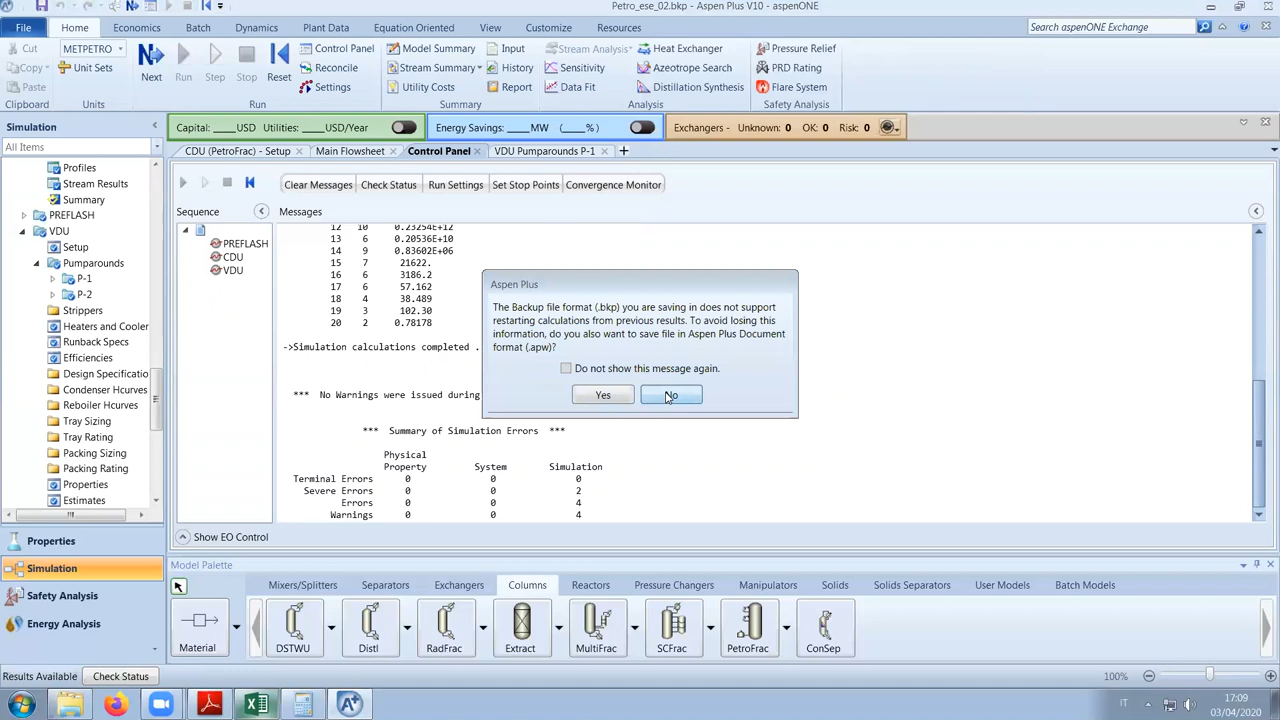 Petro_ese_02.bkp - Aspen Plus V10 - aspenONE
File Home Economics Batch Dynamics Plant Data Equation Oriented View Customize Resources Search aspenONE Exchange
Cut METPETRO Control Panel Model Summary Input Stream Analysis Heat Exchanger Pressure Relief
Copy Unit Sets Next Run Step Stop Reset Reconcile Stream Summary History Sensitivity Azeotrope Search PRD Rating
Paste Settings Utility Costs Report Data Fit Distillation Synthesis Flare System
Clipboard Units Run Summary Analysis Safety Analysis
Simulation Capital: ____ USD Utilities: ____ USD/Year Energy Savings: ____ MW (____ %) Exchangers - Unknown: 0 OK: 0 Risk: 0
All Items CDU (PetroFrac) - Setup Main Flowsheet Control Panel VDU Pumparounds P-1 +
Profiles
Stream Results
Summary
PREFLASH
VDU
Setup
Pumparounds
P-1
P-2
Strippers
Heaters and Cooler
Runback Specs
Efficiencies
Design Specificatio
Condenser Hcurves
Reboiler Hcurves
Tray Sizing
Tray Rating
Packing Sizing
Packing Rating
Properties
Estimates
Properties
Simulation
Safety Analysis
Energy Analysis
Clear Messages Check Status Run Settings Set Stop Points Convergence Monitor
Sequence Messages
PREFLASH
CDU
VDU
12 10 0.23254E+12
13 6 0.20536E+10
14 9 0.83602E+06
15 7 21622.
16 6 3186.2
17 6 57.162
18 4 38.489
19 3 102.30
20 2 0.78178
->Simulation calculations completed .
*** No Warnings were issued during
*** Summary of Simulation Errors ***
Physical
Property System Simulation
Terminal Errors 0 0 0
Severe Errors 0 0 2
Errors 0 0 4
Warnings 0 0 4
Aspen Plus
The Backup file format (.bkp) you are saving in does not support
restarting calculations from previous results. To avoid losing this
information, do you also want to save file in Aspen Plus Document
format (.apw)?
Do not show this message again.
Yes No
Show EO Control
Model Palette
Mixers/Splitters Separators Exchangers Columns Reactors Pressure Changers Manipulators Solids Solids Separators User Models Batch Models
Material DSTWU Distl RadFrac Extract MultiFrac SCFrac PetroFrac ConSep
Results Available Check Status 100%
IT 17:09
03/04/2020